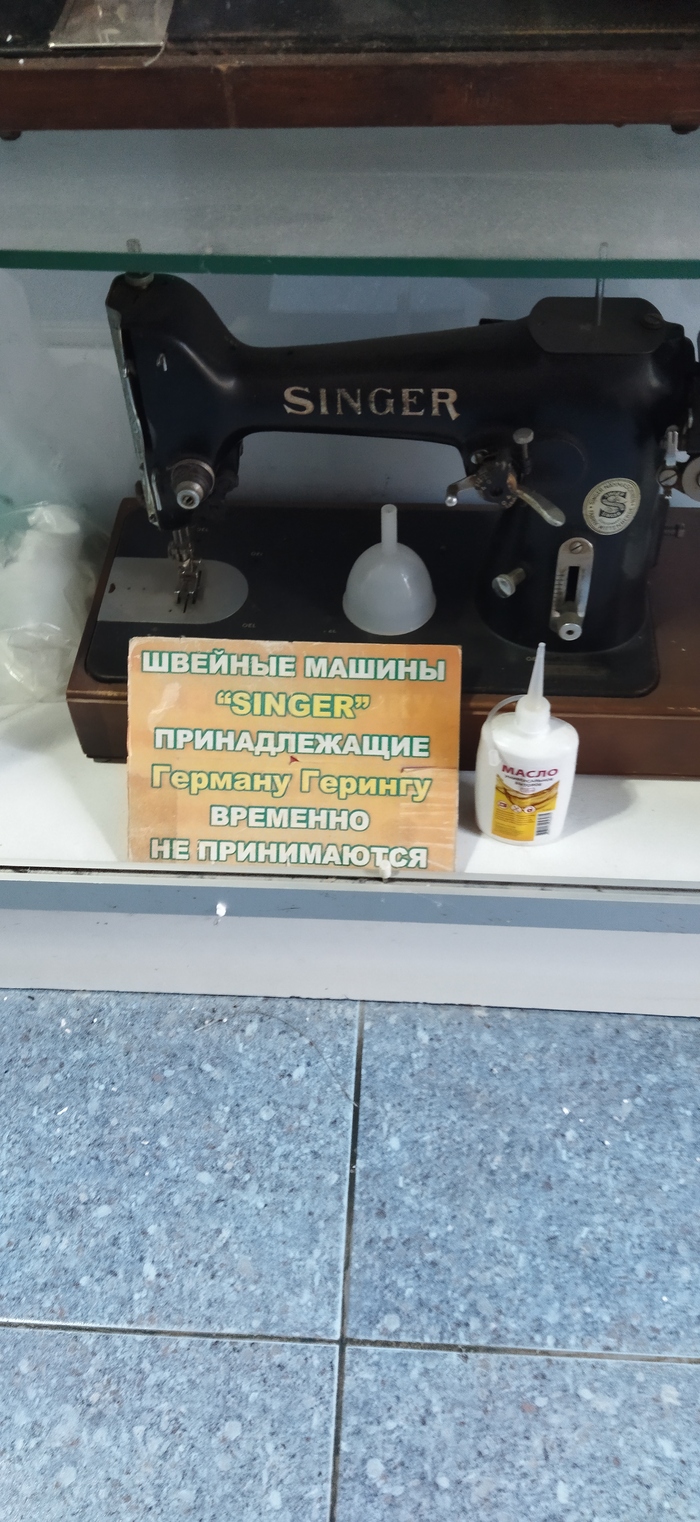 SINGER
ШВЕЙНЫЕ МАШИНЫ
“SINGER”
ПРИНАДЛЕЖАЩИЕ
Герману Герингу
ВРЕМЕННО
НЕ ПРИНИМАЮТСЯ
МАСЛО